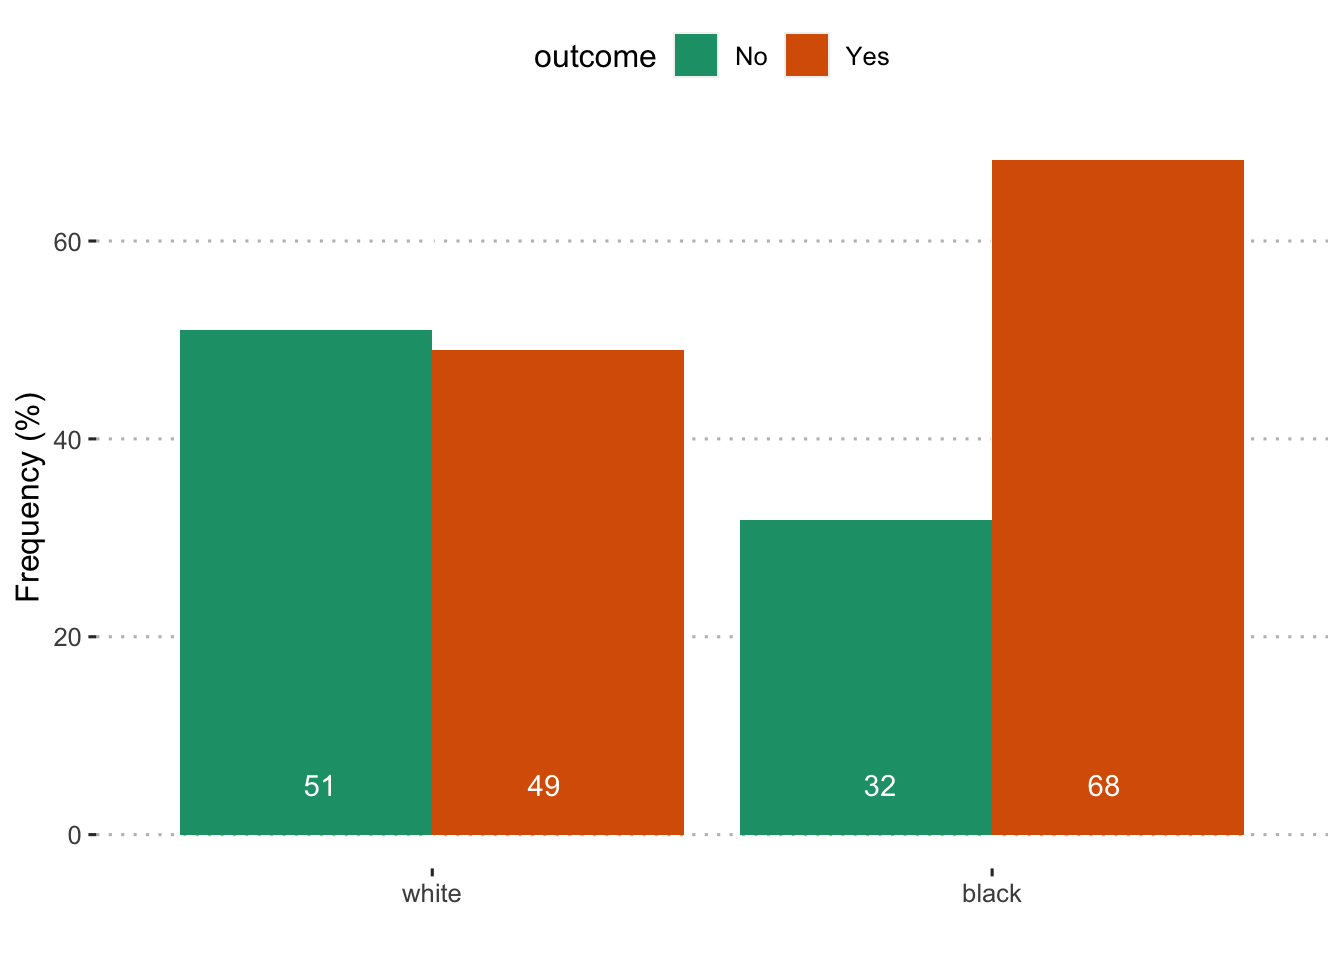 outcome No Yes
Frequency (%)
60
40
20
0
51 49 32 68
white black